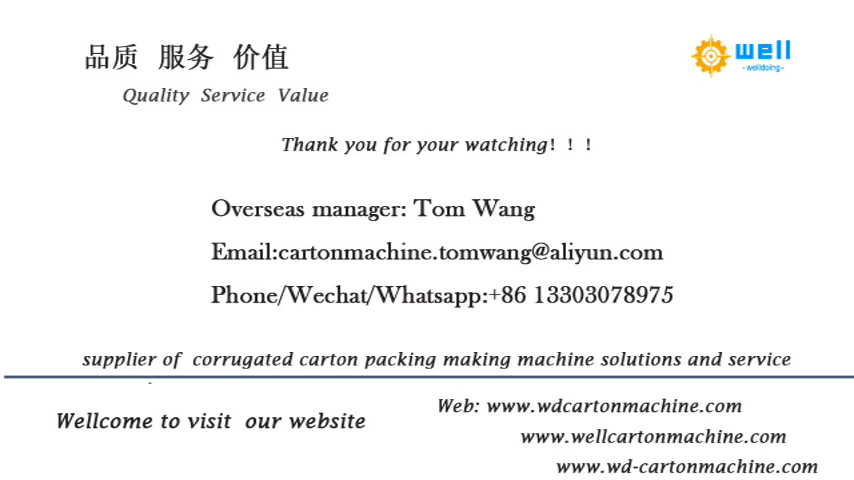 品质 服务 价值
Quality Service Value
well
-welldoing-
Thank you for your watching！！！
Overseas manager: Tom Wang
Email:cartonmachine.tomwang@aliyun.com
Phone/Wechat/Whatsapp:+86 13303078975
supplier of corrugated carton packing making machine solutions and service
Wellcome to visit our website
Web: www.wdcartonmachine.com
www.wellcartonmachine.com
www.wd-cartonmachine.com